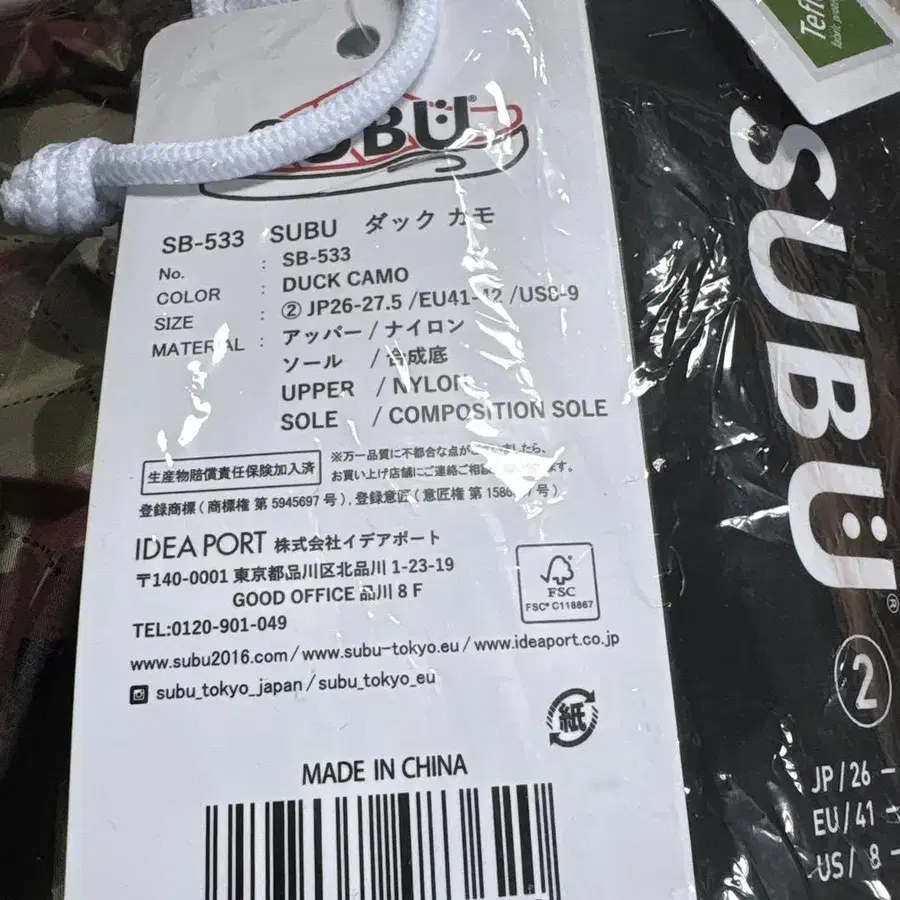 SUBU®
SB-533 SUBU ダック カモ
No. : SB-533
COLOR : DUCK CAMO
SIZE : ② JP26-27.5 /EU41-42 /US8-9
MATERIAL : アッパー / ナイロン
ソール / 合成底
UPPER / NYLON
SOLE / COMPOSITION SOLE
生産物賠償責任保険加入済
※万一品質に不都合な点がございましたら、
お買い上げ店舗にご連絡ご相談
登録商標 ( 商標権 第 5945697 号 ), 登録意匠 ( 意匠権 第 号 )
IDEA PORT 株式会社イデアポート
〒140-0001 東京都品川区北品川 1-23-19
GOOD OFFICE 品川 8 F
TEL:0120-901-049
www.subu2016.com / www.subu-tokyo.eu / www.ideaport.co.jp
subu_tokyo_japan / subu_tokyo_eu
FSC
FSC® C118867
紙
MADE IN CHINA
Teflon
SUBU®
2
JP/26 -
EU/41 -
US/ 8 -